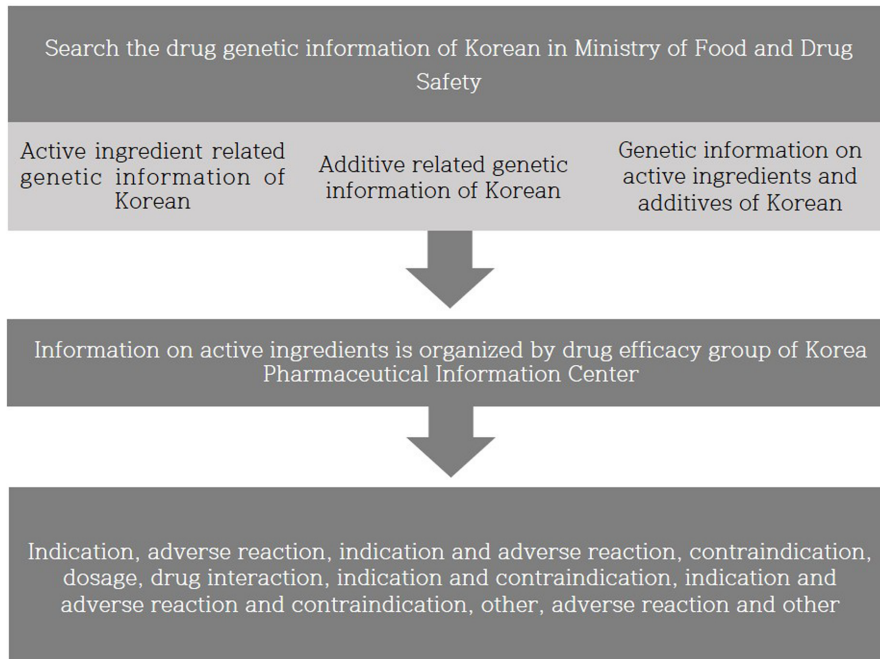 Search the drug genetic information of Korean in Ministry of Food and Drug
Safety
Active ingredient related
genetic information of
Korean
Additive related genetic
information of Korean
Genetic information on
active ingredients and
additives of Korean
Information on active ingredients is organized by drug efficacy group of Korea
Pharmaceutical Information Center
Indication, adverse reaction, indication and adverse reaction, contraindication,
dosage, drug interaction, indication and contraindication, indication and
adverse reaction and contraindication, other, adverse reaction and other